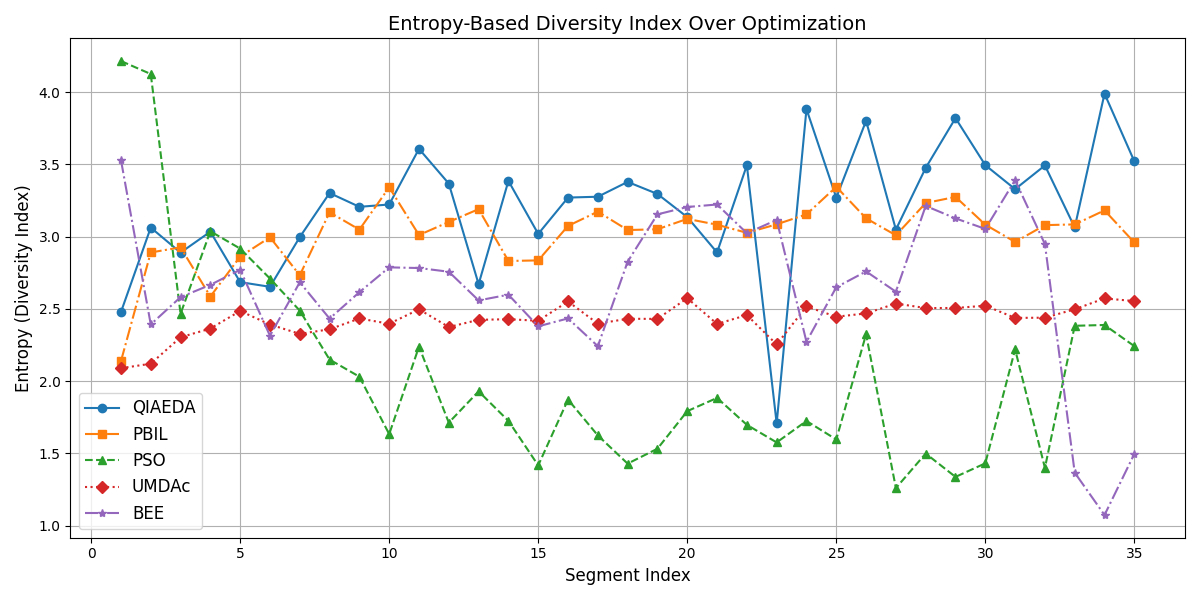 Entropy-Based Diversity Index Over Optimization
Entropy (Diversity Index)
4.0
3.5
3.0
2.5
2.0
1.5
1.0
QIAEDA
PBIL
PSO
UMDAc
BEE
0 5 10 15 20 25 30 35
Segment Index